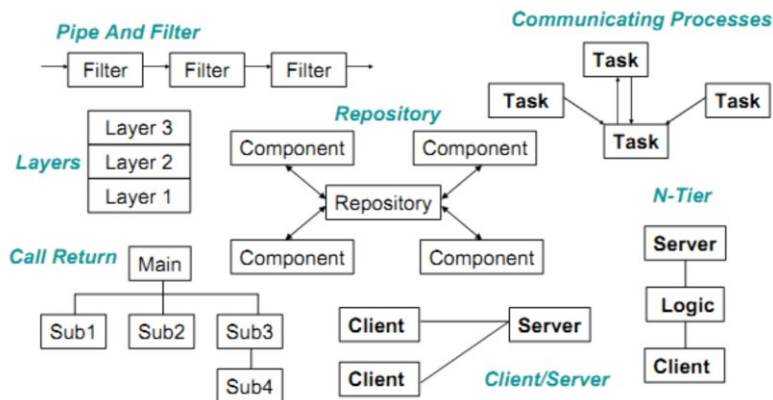 Pipe And Filter
Filter
Filter
Filter
Communicating Processes
Task
Task
Task
Task
Layers
Layer 3
Layer 2
Layer 1
Repository
Component
Component
Repository
Component
Component
N-Tier
Server
Logic
Client
Call Return
Main
Sub1
Sub2
Sub3
Sub4
Client
Server
Client
Client/Server